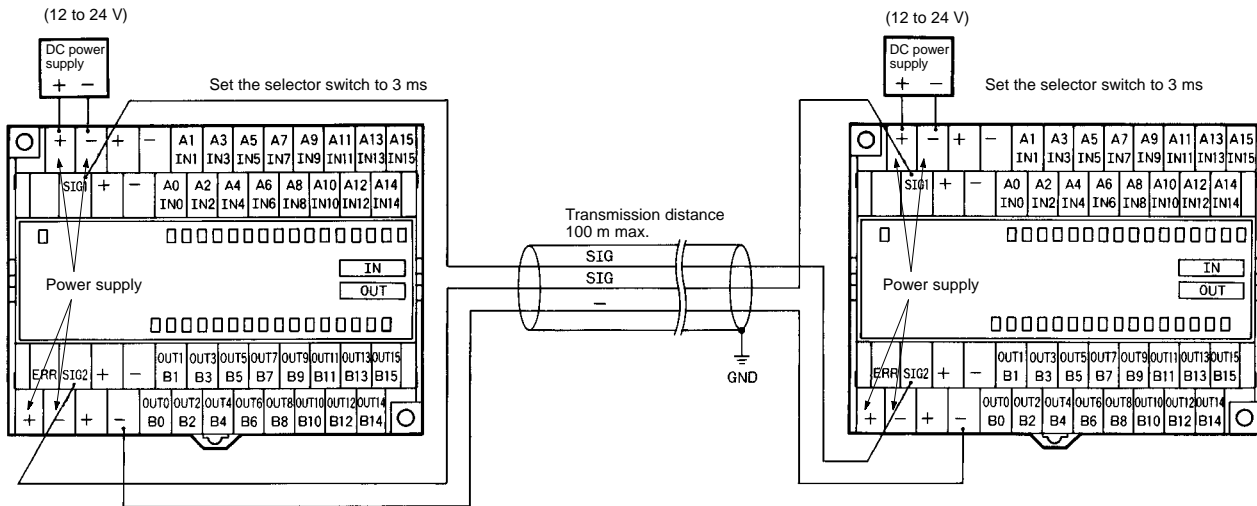 (12 to 24 V)
DC power
supply
+ −
Set the selector switch to 3 ms
+ − + − A1 A3 A5 A7 A9 A11 A13 A15
IN1 IN3 IN5 IN7 IN9 IN11 IN13 IN15
SIG1 + − A0 A2 A4 A6 A8 A10 A12 A14
IN0 IN2 IN4 IN6 IN8 IN10 IN12 IN14
IN
OUT
Power supply
OUT1 OUT3 OUT5 OUT7 OUT9 OUT11 OUT13 OUT15
ERR SIG2 + − B1 B3 B5 B7 B9 B11 B13 B15
OUT0 OUT2 OUT4 OUT6 OUT8 OUT10 OUT12 OUT14
+ − + − B0 B2 B4 B6 B8 B10 B12 B14
Transmission distance
100 m max.
SIG
SIG
−
GND
(12 to 24 V)
DC power
supply
+ −
Set the selector switch to 3 ms
+ − + − A1 A3 A5 A7 A9 A11 A13 A15
IN1 IN3 IN5 IN7 IN9 IN11 IN13 IN15
SIG1 + − A0 A2 A4 A6 A8 A10 A12 A14
IN0 IN2 IN4 IN6 IN8 IN10 IN12 IN14
IN
OUT
Power supply
OUT1 OUT3 OUT5 OUT7 OUT9 OUT11 OUT13 OUT15
ERR SIG2 + − B1 B3 B5 B7 B9 B11 B13 B15
OUT0 OUT2 OUT4 OUT6 OUT8 OUT10 OUT12 OUT14
+ − + − B0 B2 B4 B6 B8 B10 B12 B14